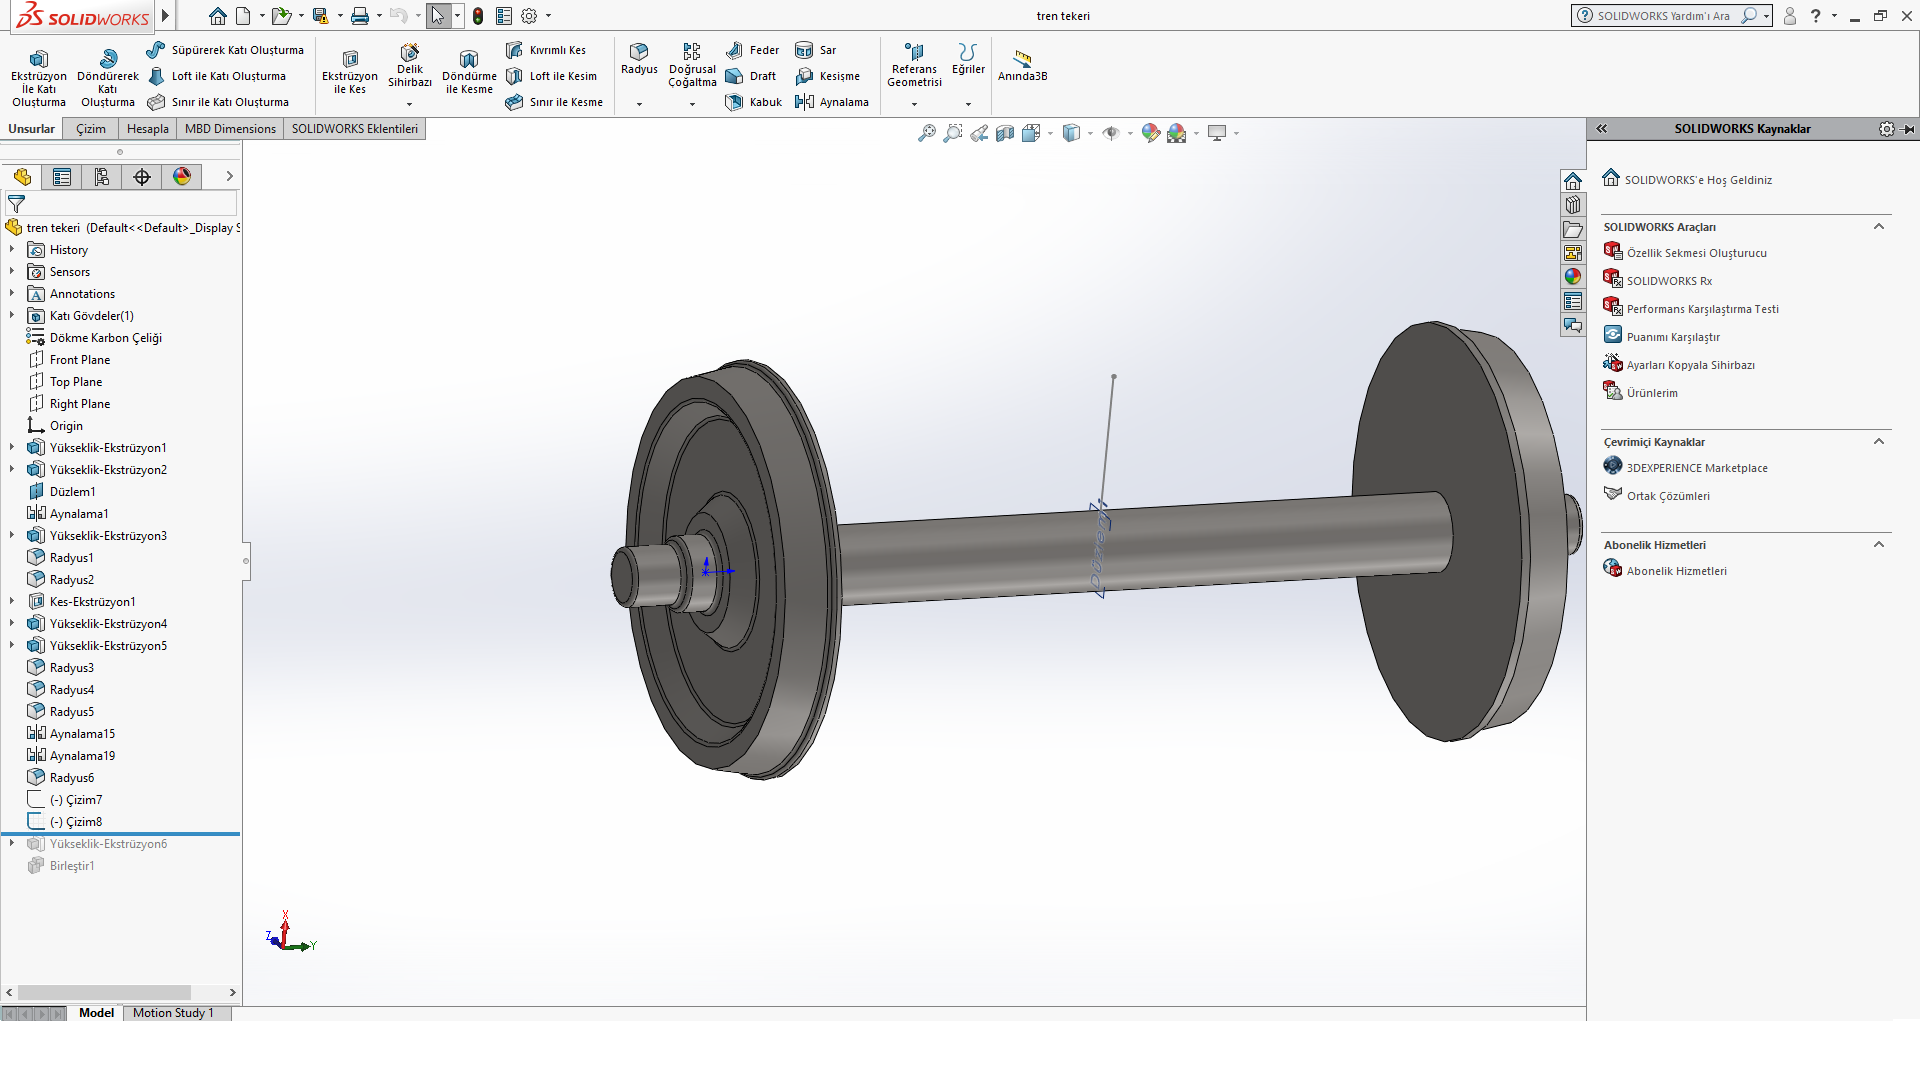 SOLIDWORKS
tren tekeri
SOLIDWORKS Yardım'ı Ara
Ekstrüzyon İle Katı Oluşturma
Döndürerek Katı Oluşturma
Süpürerek Katı Oluşturma
Loft ile Katı Oluşturma
Sınır ile Katı Oluşturma
Ekstrüzyon ile Kes
Delik Sihirbazı
Döndürme ile Kesme
Kıvrımlı Kes
Loft ile Kesim
Sınır ile Kesme
Radyus
Doğrusal Çoğaltma
Feder
Draft
Kabuk
Sar
Kesişme
Aynalama
Referans Geometrisi
Eğriler
Anında3B
Unsurlar
Çizim
Hesapla
MBD Dimensions
SOLIDWORKS Eklentileri
tren tekeri (Default<<Default>_Display S
History
Sensors
Annotations
Katı Gövdeler(1)
Dökme Karbon Çeliği
Front Plane
Top Plane
Right Plane
Origin
Yükseklik-Ekstrüzyon1
Yükseklik-Ekstrüzyon2
Düzlem1
Aynalama1
Yükseklik-Ekstrüzyon3
Radyus1
Radyus2
Kes-Ekstrüzyon1
Yükseklik-Ekstrüzyon4
Yükseklik-Ekstrüzyon5
Radyus3
Radyus4
Radyus5
Aynalama15
Aynalama19
Radyus6
(-) Çizim7
(-) Çizim8
Yükseklik-Ekstrüzyon6
Birleştir1
Düzlem1
X
Z
Y
Model
Motion Study 1
SOLIDWORKS Kaynaklar
SOLIDWORKS'e Hoş Geldiniz
SOLIDWORKS Araçları
Özellik Sekmesi Oluşturucu
SOLIDWORKS Rx
Performans Karşılaştırma Testi
Puanımı Karşılaştır
Ayarları Kopyala Sihirbazı
Ürünlerim
Çevrimiçi Kaynaklar
3DEXPERIENCE Marketplace
Ortak Çözümleri
Abonelik Hizmetleri
Abonelik Hizmetleri